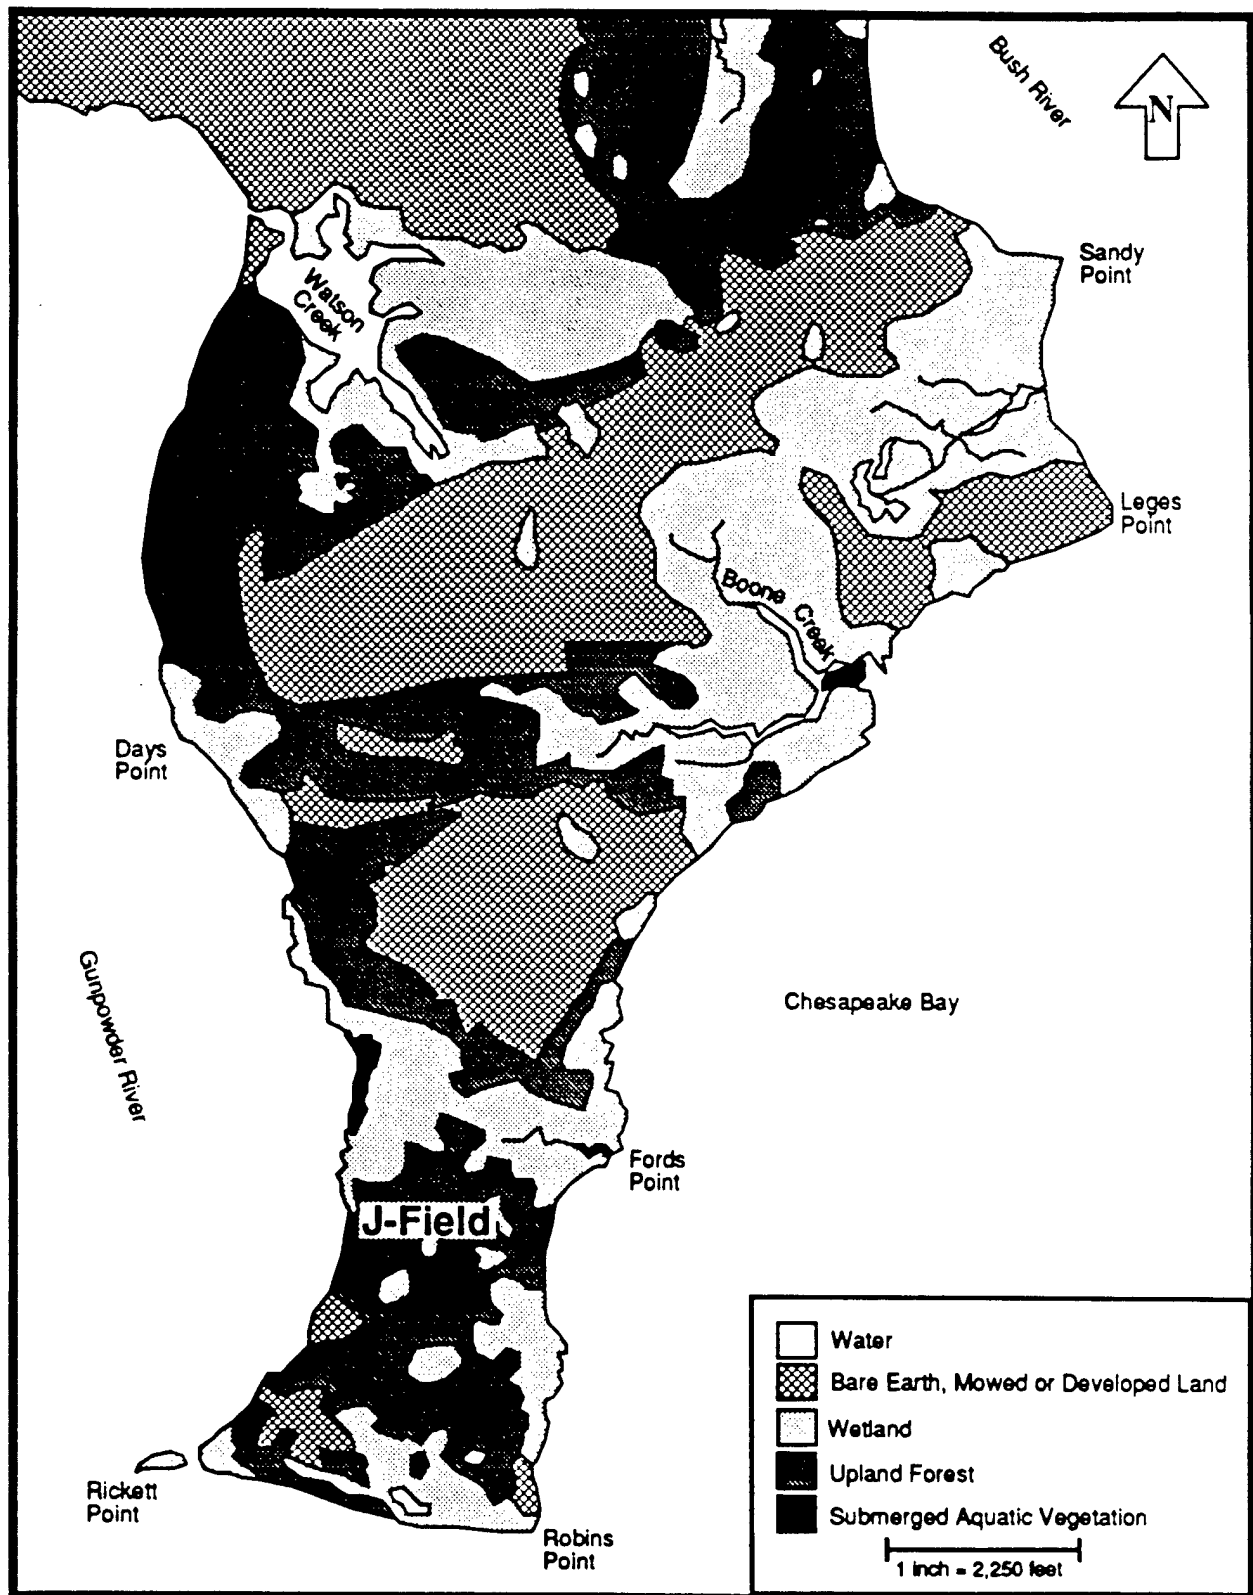 Bush River
N
Sandy
Point
Watson
Creek
Leges
Point
Boone Creek
Days
Point
Gunpowder River
Chesapeake Bay
Fords
Point
J-Field
Rickett
Point
Robins
Point
Water
Bare Earth, Mowed or Developed Land
Wetland
Upland Forest
Submerged Aquatic Vegetation
1 inch = 2,250 feet